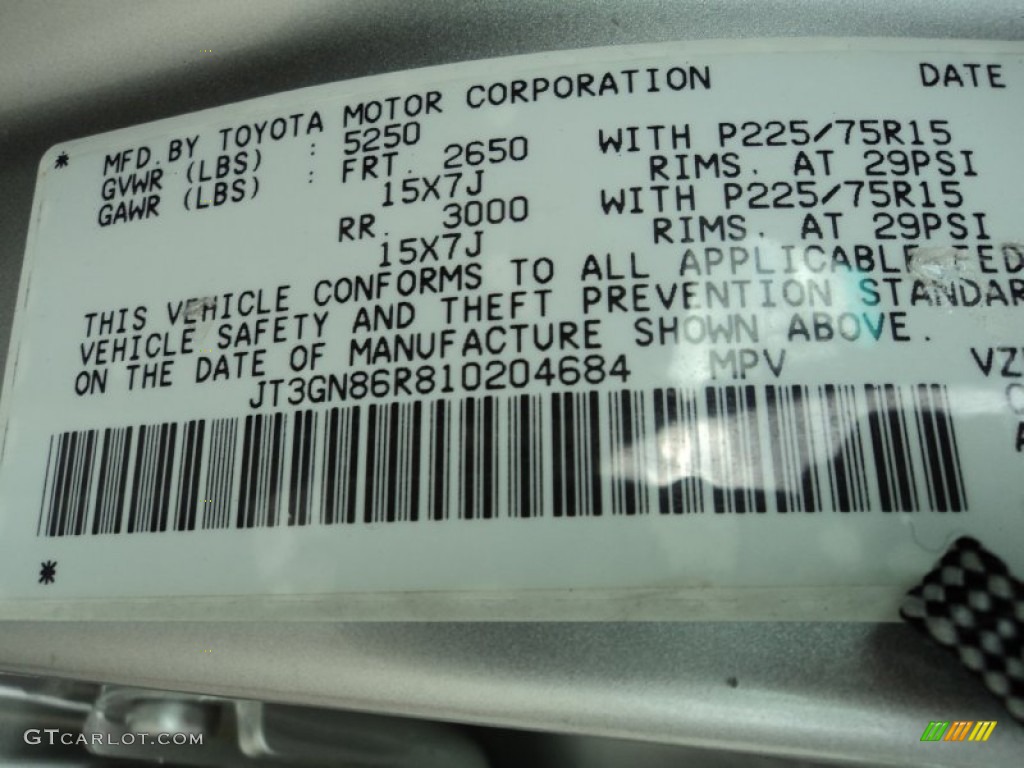 * MFD. BY TOYOTA MOTOR CORPORATION DATE
GVWR (LBS) : 5250 WITH P225/75R15
GAWR (LBS) : FRT. 2650 RIMS. AT 29PSI
15X7J WITH P225/75R15
RR. 3000 RIMS. AT 29PSI
15X7J
THIS VEHICLE CONFORMS TO ALL APPLICABLE FED
VEHICLE SAFETY AND THEFT PREVENTION STANDAR
ON THE DATE OF MANUFACTURE SHOWN ABOVE.
JT3GN86R810204684 MPV VZ
*
GTCARLOT.COM